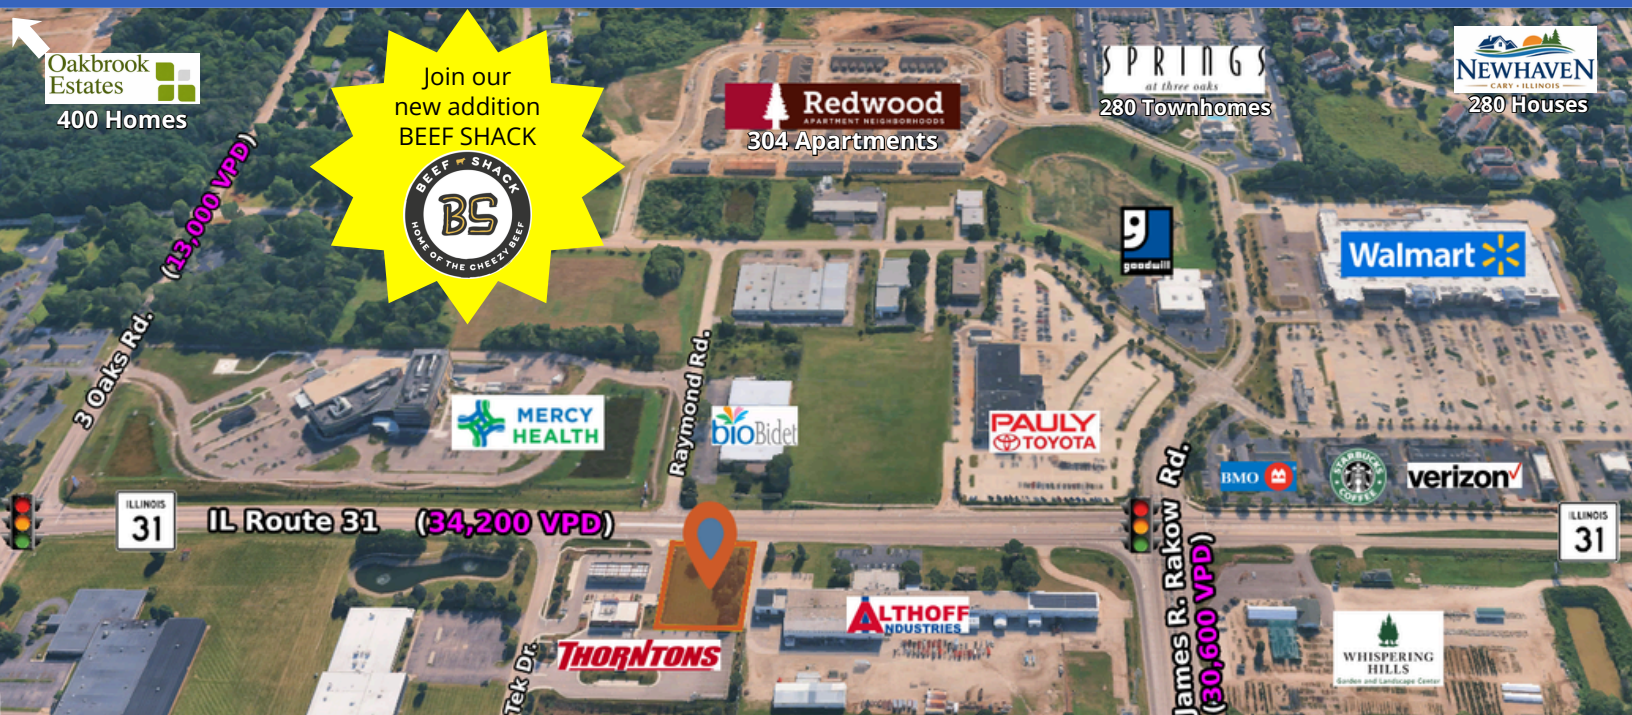 Oakbrook
Estates
400 Homes
Join our
new addition
BEEF SHACK
BEEF SHACK
BS
HOME OF THE CHEEZY BEEF
Redwood
APARTMENT NEIGHBORHOODS
304 Apartments
SPRINGS
at three oaks
280 Townhomes
NEWHAVEN
CARY • ILLINOIS
280 Houses
(13,000 VPD)
3 Oaks Rd.
g
goodwill
Walmart
MERCY
HEALTH
Raymond Rd.
bioBidet
PAULY
TOYOTA
James R. Rakow Rd.
(30,600 VPD)
BMO
STARBUCKS
COFFEE
verizon
ILLINOIS
31
IL Route 31 (34,200 VPD)
ILLINOIS
31
THORNTONS
Tek Dr.
ALTHOFF
INDUSTRIES
WHISPERING
HILLS
Garden and Landscape Center